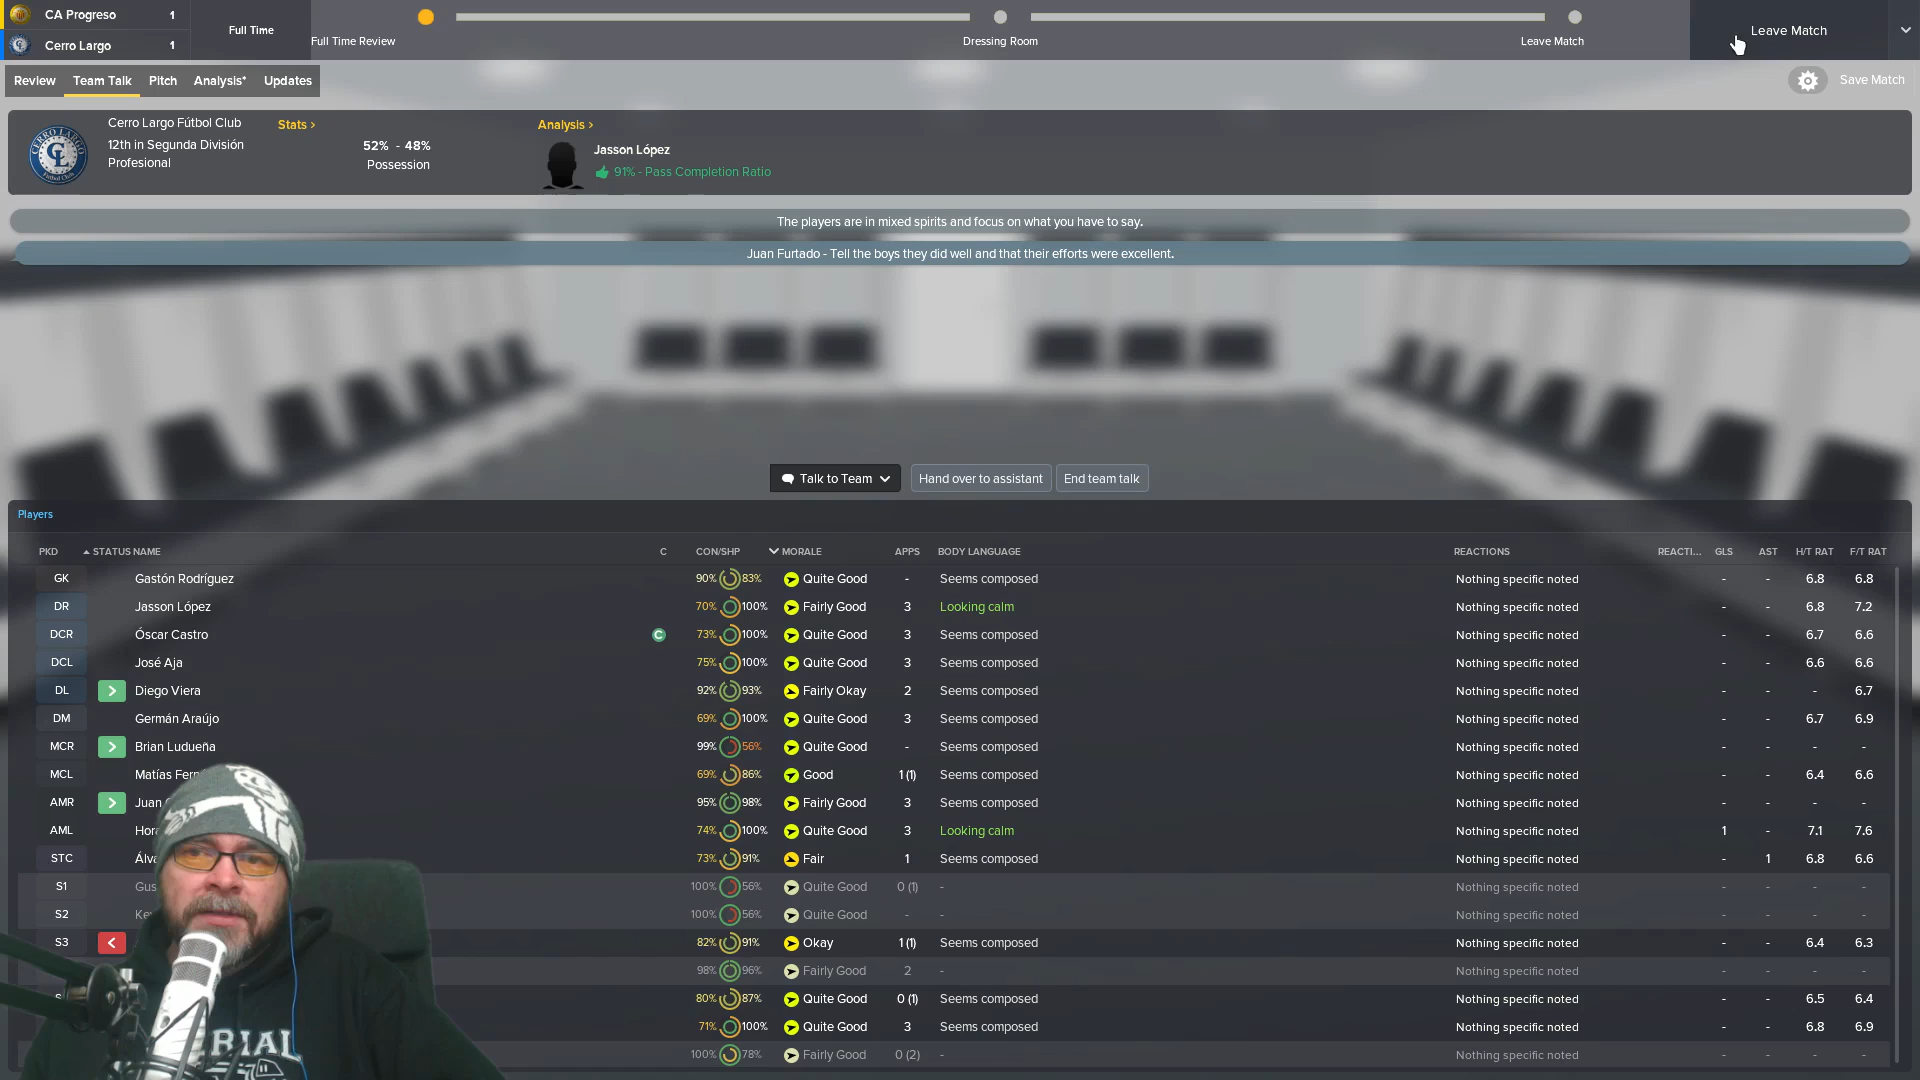 CA Progreso 1
Cerro Largo 1
Full Time
Full Time Review
Dressing Room
Leave Match
Leave Match
Review Team Talk Pitch Analysis* Updates
Save Match
Cerro Largo Fútbol Club
12th in Segunda División
Profesional
Stats >
52% - 48%
Possession
Analysis >
Jasson López
91% - Pass Completion Ratio
The players are in mixed spirits and focus on what you have to say.
Juan Furtado - Tell the boys they did well and that their efforts were excellent.
Talk to Team Hand over to assistant End team talk
Players
PKD STATUS NAME C CON/SHP MORALE APPS BODY LANGUAGE REACTIONS REACTI... GLS AST H/T RAT F/T RAT
GK Gastón Rodríguez 90% 83% Quite Good - Seems composed Nothing specific noted - - 6.8 6.8
DR Jasson López 70% 100% Fairly Good 3 Looking calm Nothing specific noted - - 6.8 7.2
DCR Óscar Castro C 73% 100% Quite Good 3 Seems composed Nothing specific noted - - 6.7 6.6
DCL José Aja 75% 100% Quite Good 3 Seems composed Nothing specific noted - - 6.6 6.6
DL Diego Viera 92% 93% Fairly Okay 2 Seems composed Nothing specific noted - - - 6.7
DM Germán Araújo 69% 100% Quite Good 3 Seems composed Nothing specific noted - - 6.7 6.9
MCR Brian Ludueña 99% 56% Quite Good - Seems composed Nothing specific noted - - - -
MCL Matías 69% 86% Good 1 (1) Seems composed Nothing specific noted - - 6.4 6.6
AMR Juan 95% 98% Fairly Good 3 Seems composed Nothing specific noted - - - -
AML 74% 100% Quite Good 3 Looking calm Nothing specific noted 1 - 7.1 7.6
STC 73% 91% Fair 1 Seems composed Nothing specific noted - 1 6.8 6.6
S1 100% 56% Quite Good 0 (1) - Nothing specific noted - - - -
S2 100% 56% Quite Good - - Nothing specific noted - - - -
S3 82% 91% Okay 1 (1) Seems composed Nothing specific noted - - 6.4 6.3
98% 96% Fairly Good 2 - Nothing specific noted - - - -
80% 87% Quite Good 0 (1) Seems composed Nothing specific noted - - 6.5 6.4
71% 100% Quite Good 3 Seems composed Nothing specific noted - - 6.8 6.9
100% 78% Fairly Good 0 (2) - Nothing specific noted - - - -